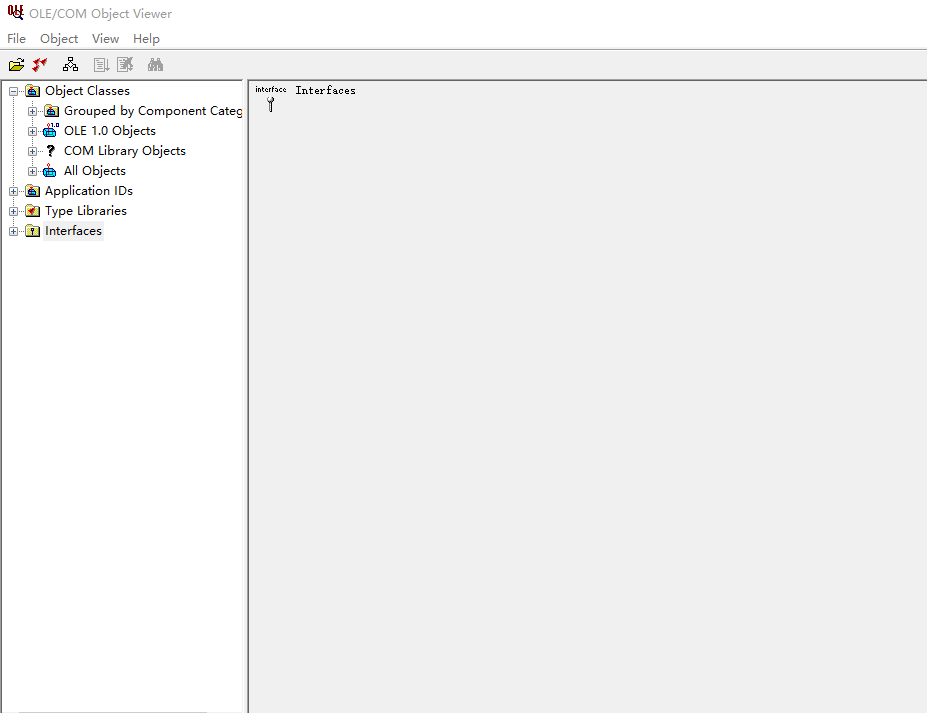 OLE/COM Object Viewer
File Object View Help
Object Classes
Grouped by Component Categ
OLE 1.0 Objects
COM Library Objects
All Objects
Application IDs
Type Libraries
Interfaces
interface Interfaces